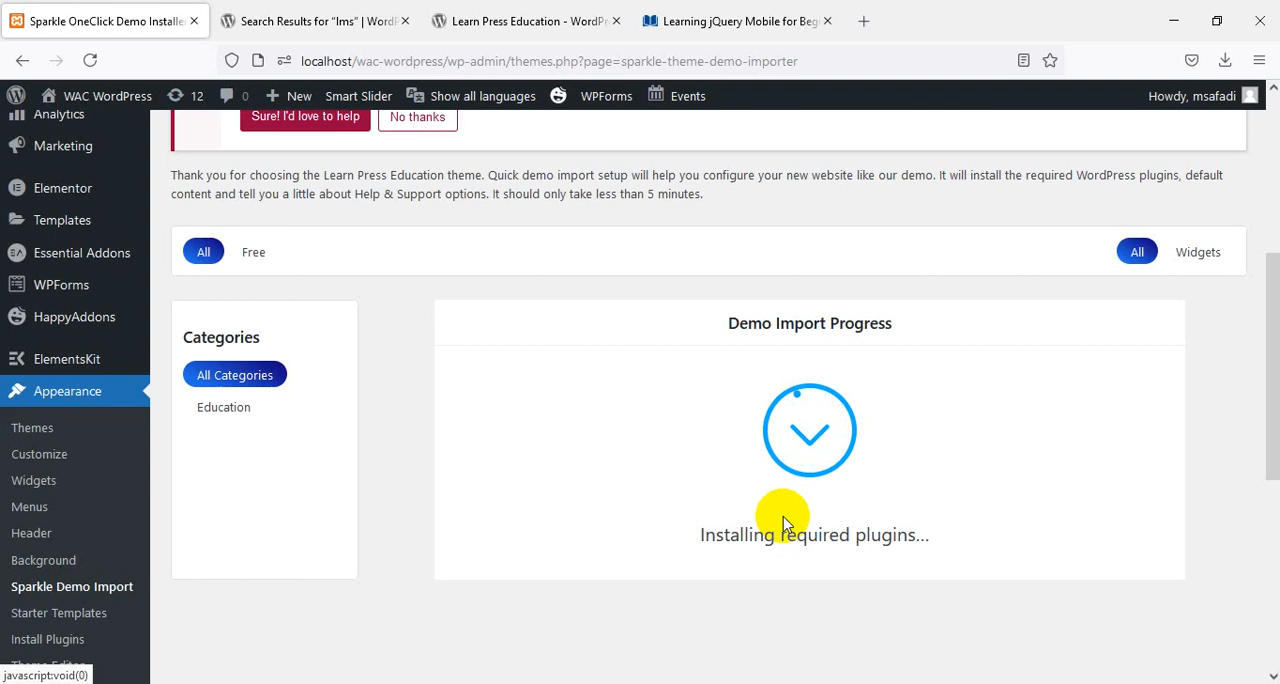 Sparkle OneClick Demo Installer
Search Results for “lms” | WordP
Learn Press Education - WordPr
Learning jQuery Mobile for Beg
localhost/wac-wordpress/wp-admin/themes.php?page=sparkle-theme-demo-importer
WAC WordPress
12
0
New
Smart Slider
Show all languages
WPForms
Events
Howdy, msafadi
Analytics
Marketing
Elementor
Templates
Essential Addons
WPForms
HappyAddons
ElementsKit
Appearance
Themes
Customize
Widgets
Menus
Header
Background
Sparkle Demo Import
Starter Templates
Install Plugins
Theme Editor
javascript:void(0)
Sure! I'd love to help
No thanks
Thank you for choosing the Learn Press Education theme. Quick demo import setup will help you configure your new website like our demo. It will install the required WordPress plugins, default
content and tell you a little about Help & Support options. It should only take less than 5 minutes.
All
Free
All
Widgets
Categories
All Categories
Education
Demo Import Progress
Installing required plugins...